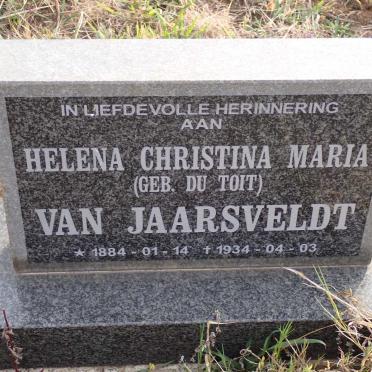 IN LIEFDEVOLLE HERINNERING
AAN
HELENA CHRISTINA MARIA
(GEB. DU TOIT)
VAN JAARSVELDT
* 1884 - 01 - 14 † 1934 - 04 - 03